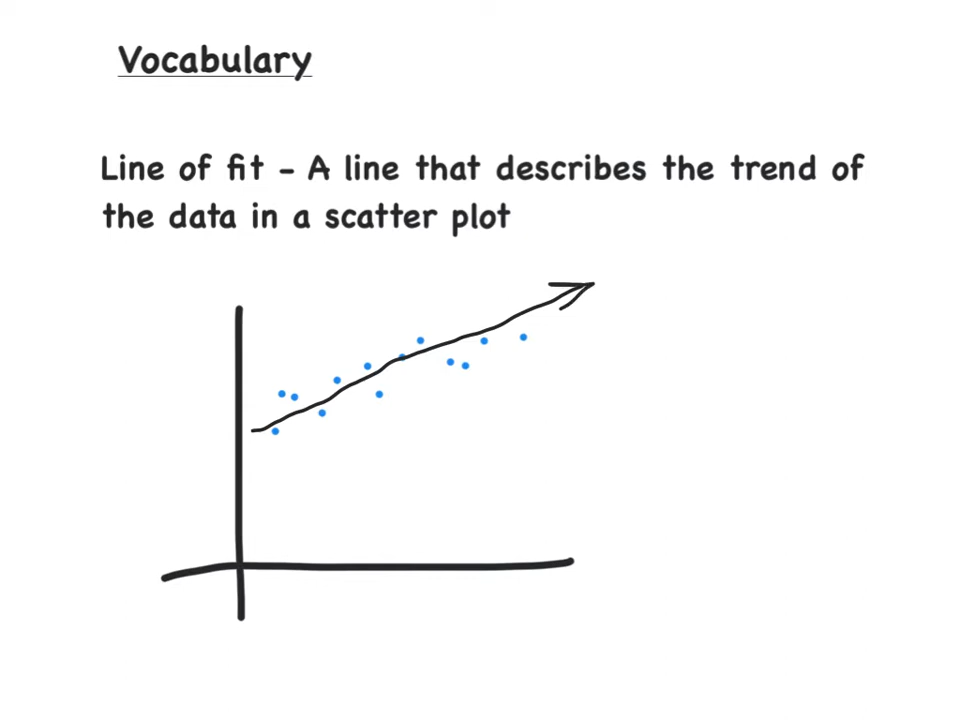 Vocabulary
Line of fit - A line that describes the trend of
the data in a scatter plot